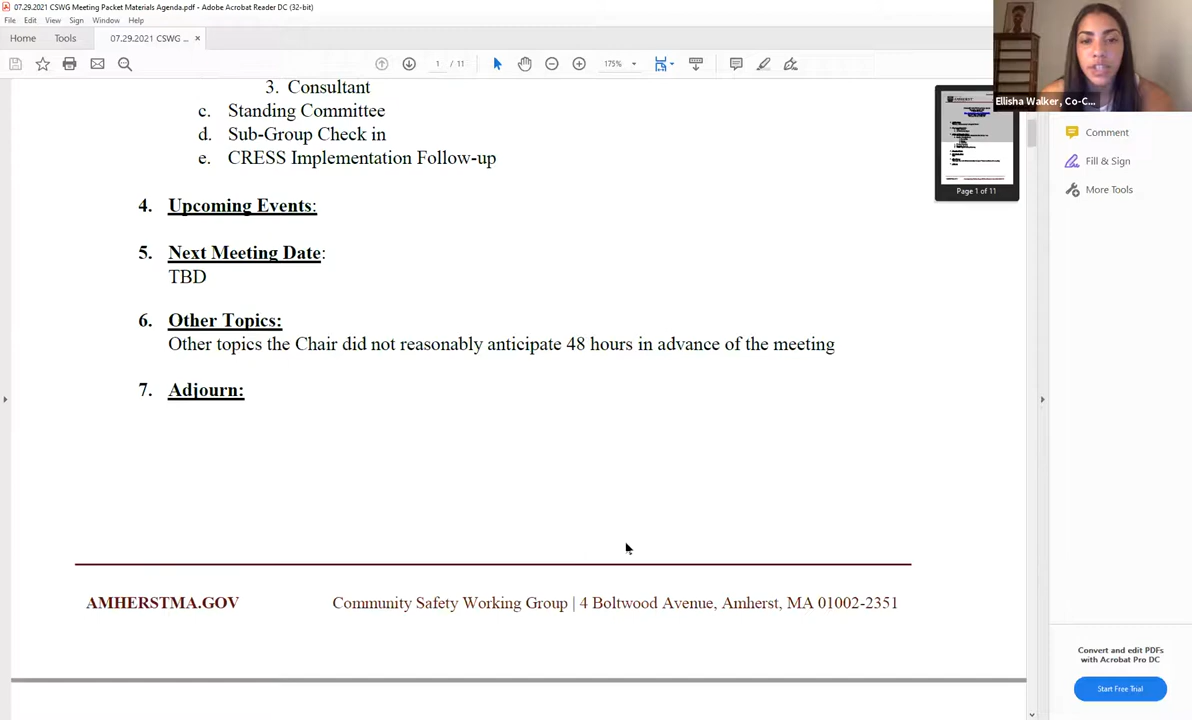 07.29.2021 CSWG Meeting Packet Materials Agenda.pdf - Adobe Acrobat Reader DC (32-bit)
File Edit View Sign Window Help
Home Tools 07.29.2021 CSWG ... ×
1 / 11 175%
3. Consultant
c. Standing Committee
d. Sub-Group Check in
e. CRESS Implementation Follow-up
4. Upcoming Events:
5. Next Meeting Date:
TBD
6. Other Topics:
Other topics the Chair did not reasonably anticipate 48 hours in advance of the meeting
7. Adjourn:
AMHERSTMA.GOV Community Safety Working Group | 4 Boltwood Avenue, Amherst, MA 01002-2351
Ellisha Walker, Co-C...
Page 1 of 11
Comment
Fill & Sign
More Tools
Convert and edit PDFs
with Acrobat Pro DC
Start Free Trial